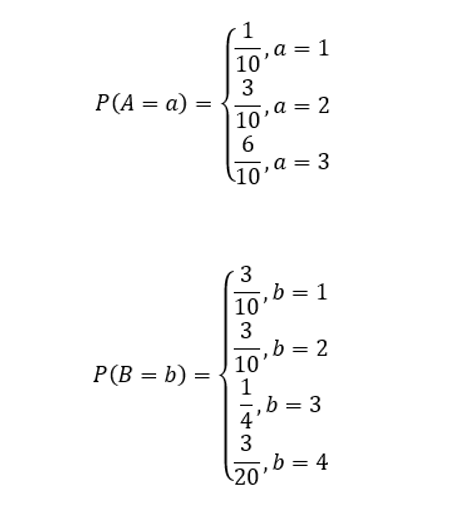 P(A = a) = { 1/10, a = 1
3/10, a = 2
6/10, a = 3
P(B = b) = { 3/10, b = 1
3/10, b = 2
1/4, b = 3
3/20, b = 4